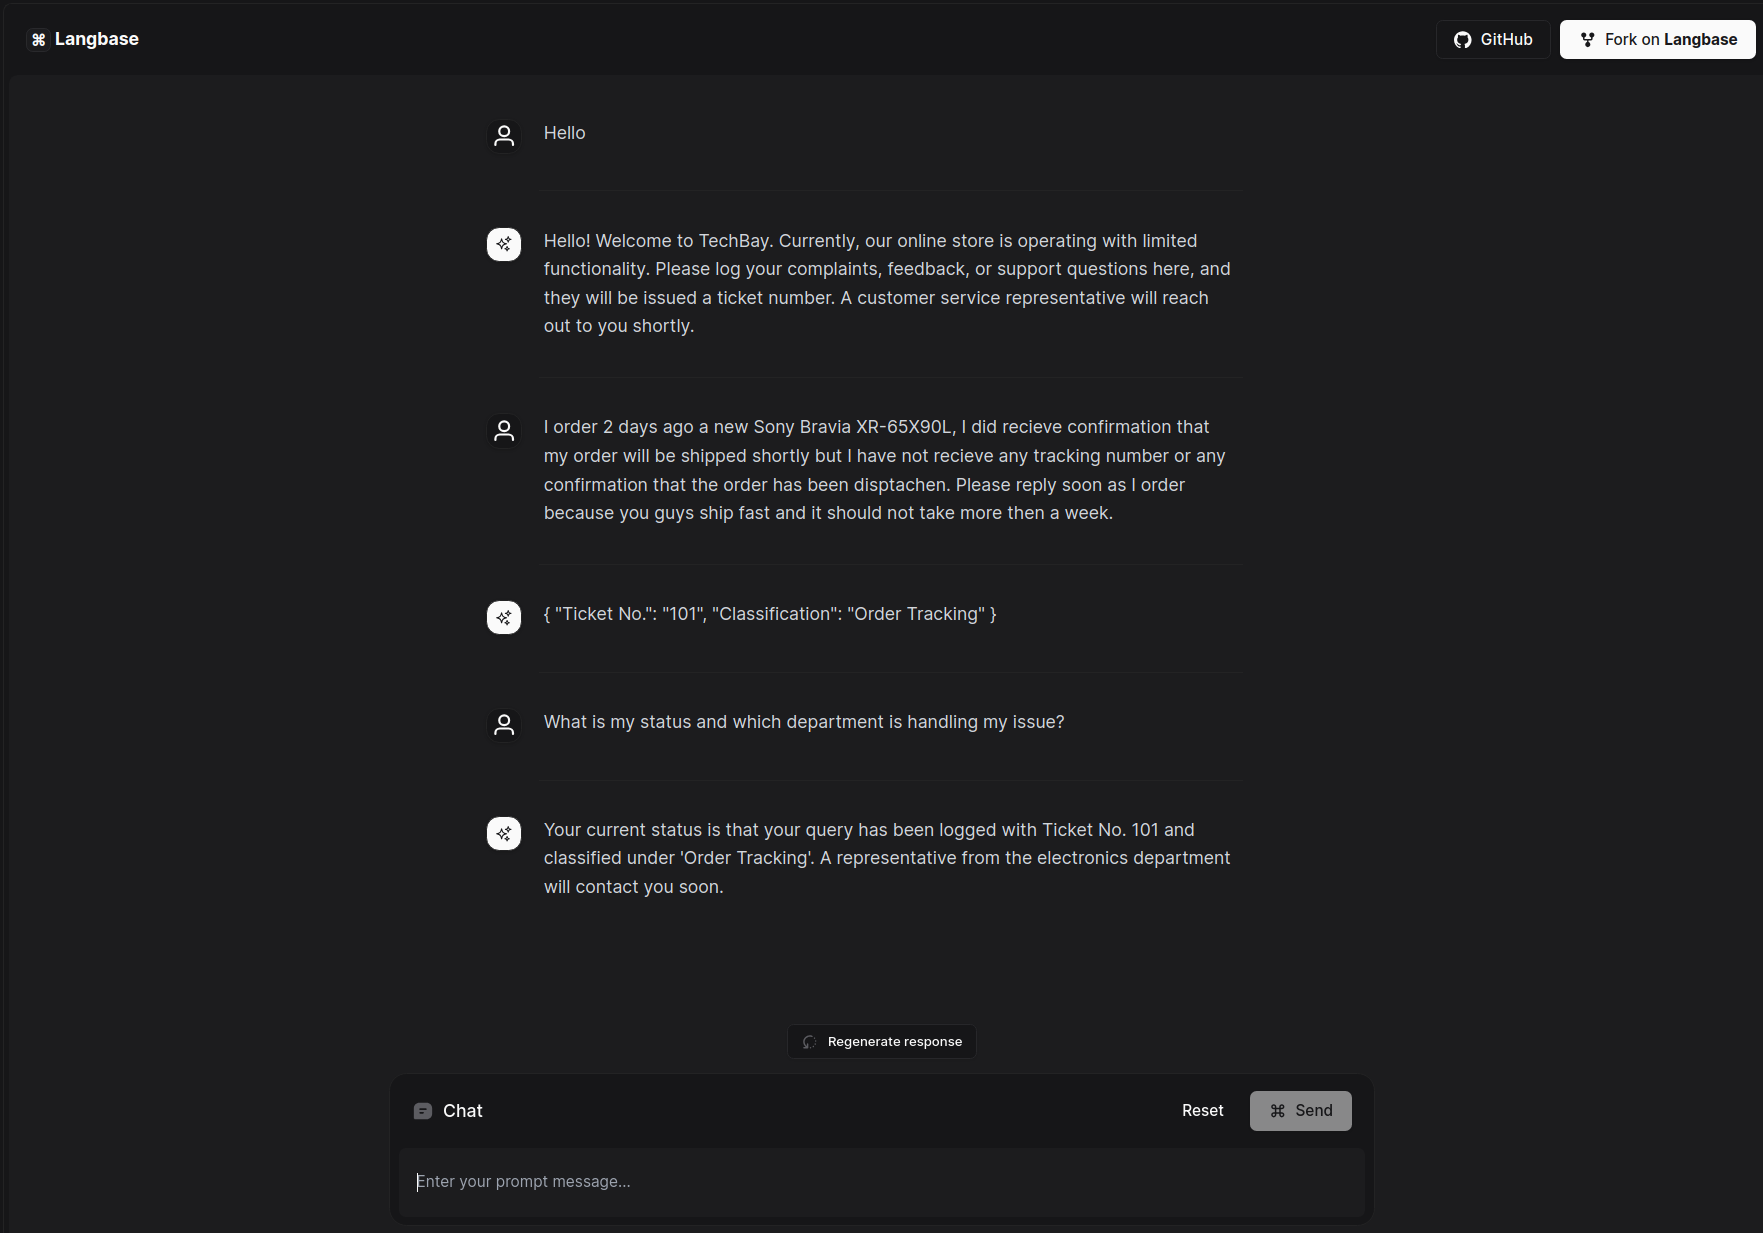 ⌘ Langbase
GitHub
Fork on Langbase
Hello
Hello! Welcome to TechBay. Currently, our online store is operating with limited
functionality. Please log your complaints, feedback, or support questions here, and
they will be issued a ticket number. A customer service representative will reach
out to you shortly.
I order 2 days ago a new Sony Bravia XR-65X90L, I did recieve confirmation that
my order will be shipped shortly but I have not recieve any tracking number or any
confirmation that the order has been disptachen. Please reply soon as I order
because you guys ship fast and it should not take more then a week.
{ "Ticket No.": "101", "Classification": "Order Tracking" }
What is my status and which department is handling my issue?
Your current status is that your query has been logged with Ticket No. 101 and
classified under 'Order Tracking'. A representative from the electronics department
will contact you soon.
Regenerate response
Chat
Reset
⌘ Send
Enter your prompt message...